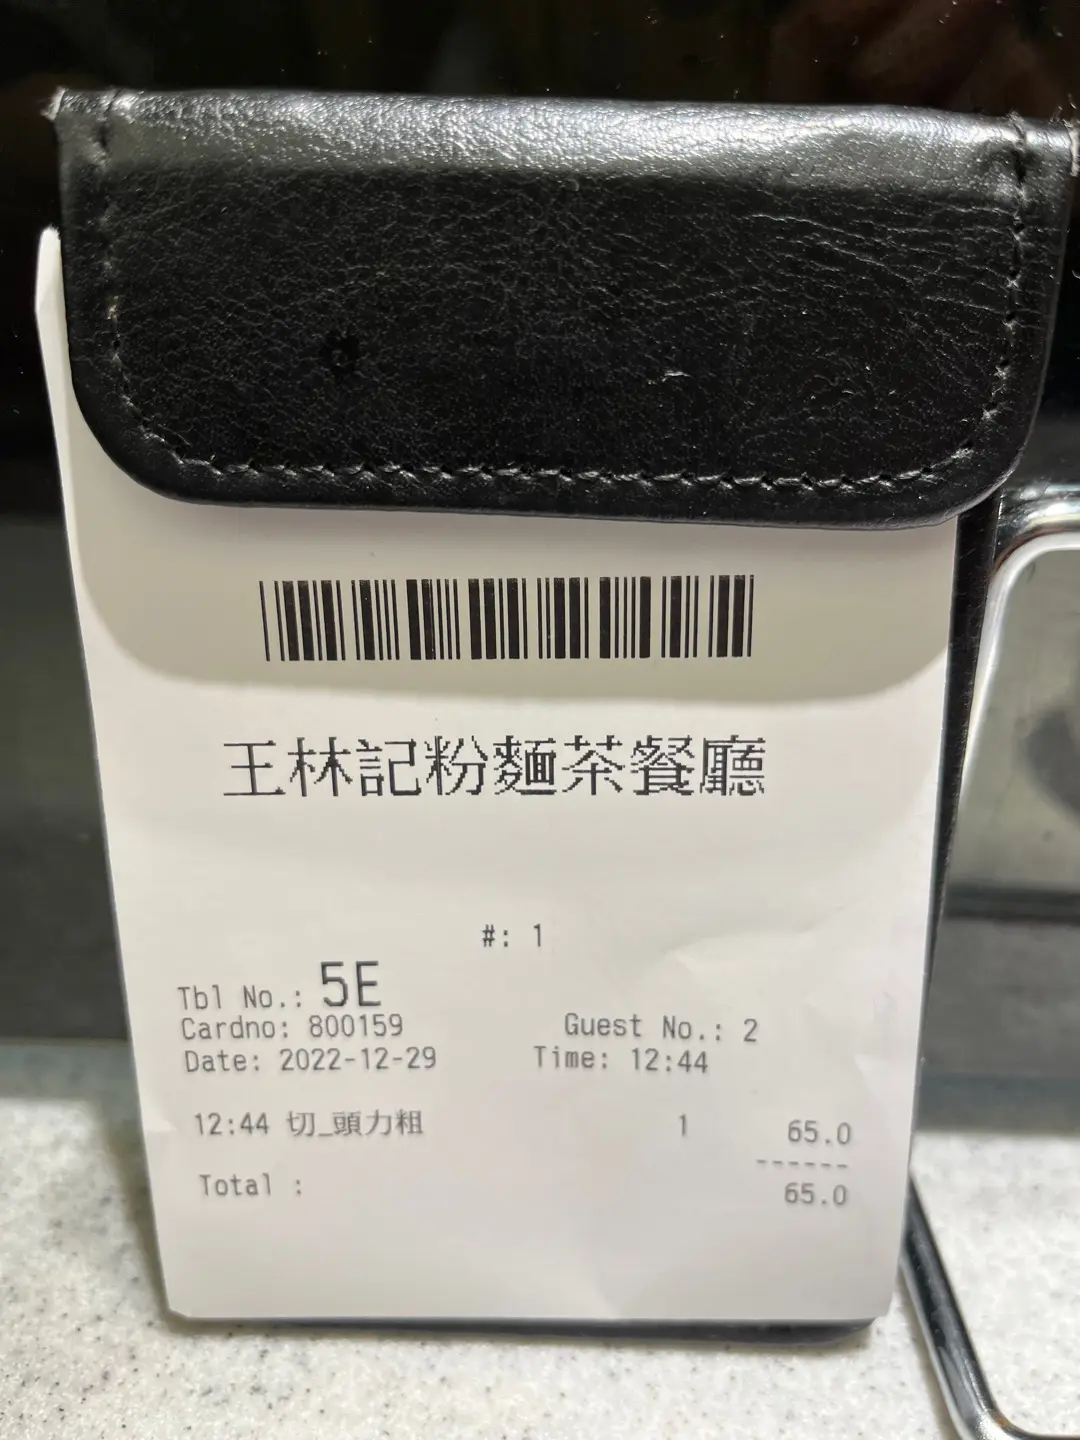 王林記粉麵茶餐廳
#: 1
Tbl No.: 5E
Cardno: 800159 Guest No.: 2
Date: 2022-12-29 Time: 12:44
12:44 切_頭力粗 1 65.0
------
Total : 65.0